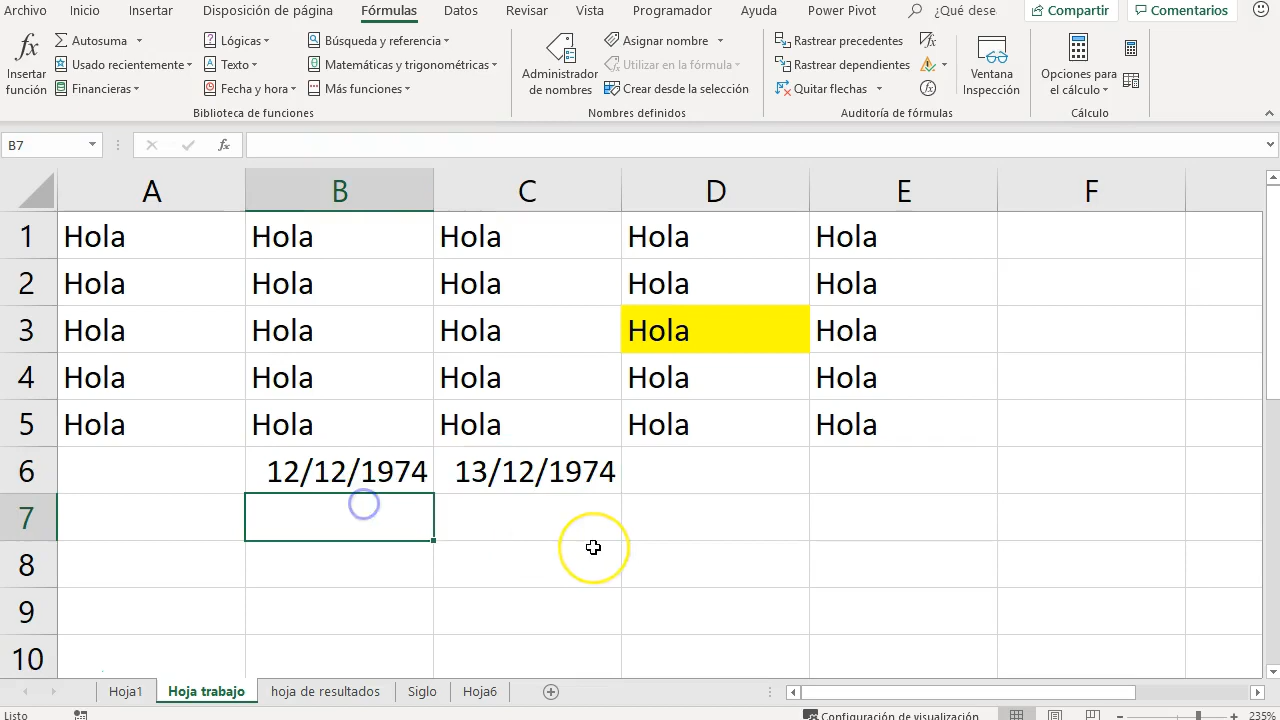 Archivo Inicio Insertar Disposición de página Fórmulas Datos Revisar Vista Programador Ayuda Power Pivot ¿Qué dese Compartir Comentarios
fx Insertar función
Autosuma
Usado recientemente
Financieras
Lógicas
Texto
Fecha y hora
Búsqueda y referencia
Matemáticas y trigonométricas
Más funciones
Biblioteca de funciones
Administrador de nombres
Asignar nombre
Utilizar en la fórmula
Crear desde la selección
Nombres definidos
Rastrear precedentes
Rastrear dependientes
Quitar flechas
Ventana Inspección
Auditoría de fórmulas
Opciones para el cálculo
Cálculo
B7 fx
A B C D E F
1 Hola Hola Hola Hola Hola
2 Hola Hola Hola Hola Hola
3 Hola Hola Hola Hola Hola
4 Hola Hola Hola Hola Hola
5 Hola Hola Hola Hola Hola
6 12/12/1974 13/12/1974
7
8
9
10
Hoja1 Hoja trabajo hoja de resultados Siglo Hoja6
Listo Configuración de visualización 235%